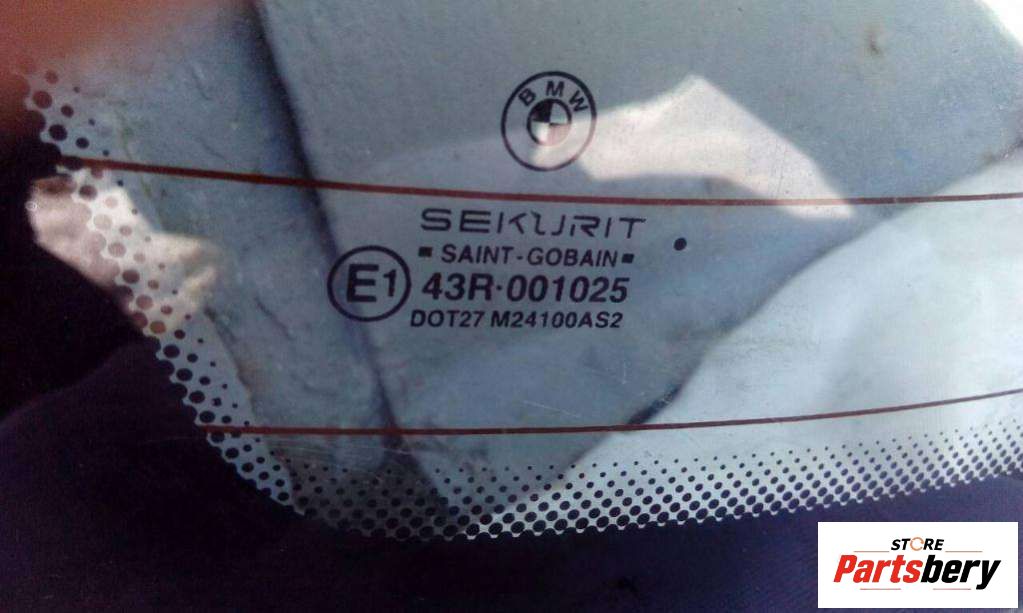 BMW
SEKURIT
SAINT-GOBAIN
E1 43R·001025
DOT27 M24100AS2
STORE
Partsbery